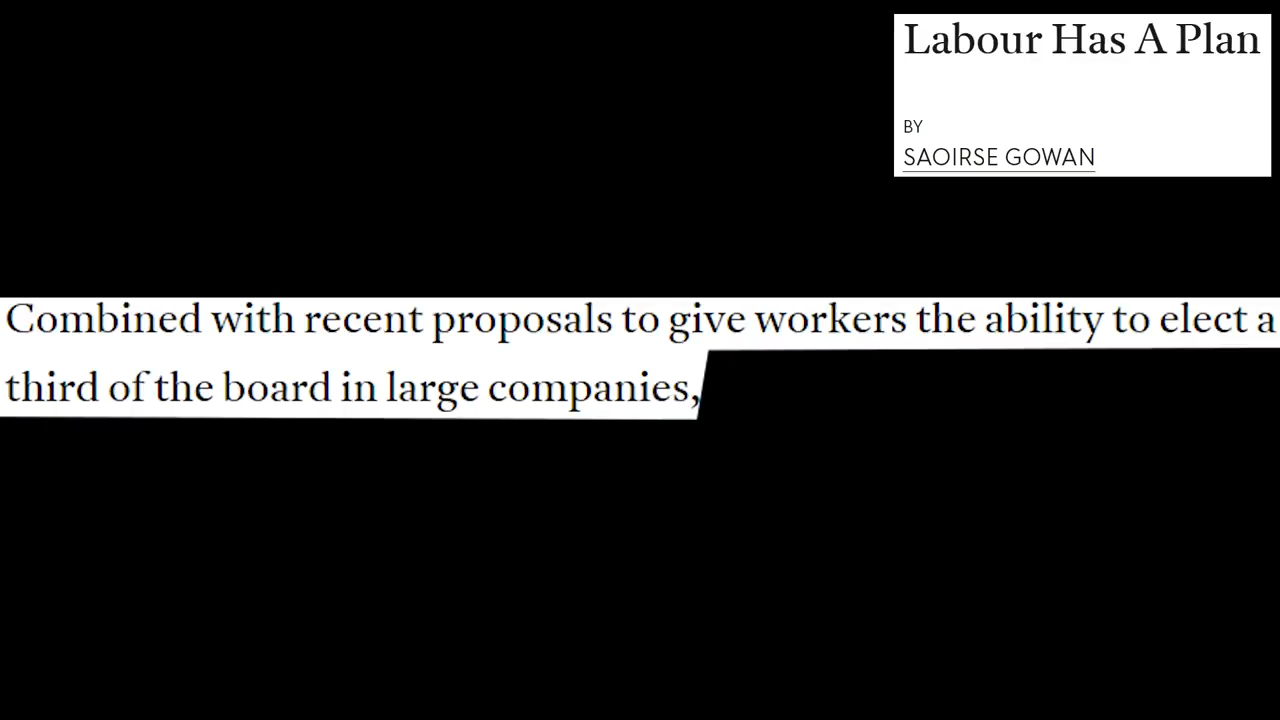 Labour Has A Plan
BY
SAOIRSE GOWAN
Combined with recent proposals to give workers the ability to elect a
third of the board in large companies,